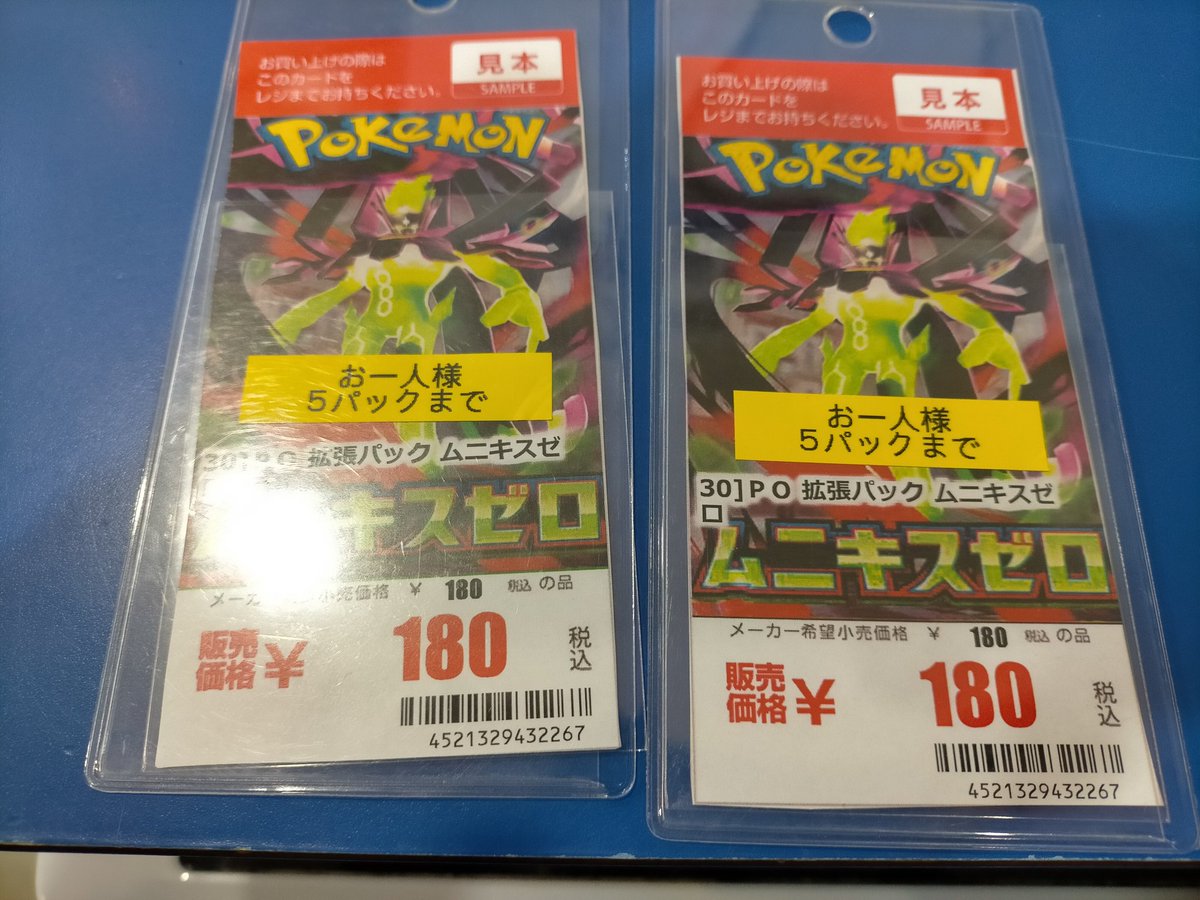 お買い上げの際は
このカードを
レジまでお持ちください。
見本
SAMPLE
POKéMON
お一人様
5パックまで
30]PO 拡張パック ムニキスゼ
キスゼロ
小売価格 ¥ 180 税込 の品
販売
価格 ¥ 180 税込
4521329432267
お買い上げの際は
このカードを
レジまでお持ちください。
見本
SAMPLE
POKéMON
お一人様
5パックまで
30]PO 拡張パック ムニキスゼ
ロ
ムニキスゼロ
メーカー希望小売価格 ¥ 180 税込 の品
販売
価格 ¥ 180 税込
4521329432267